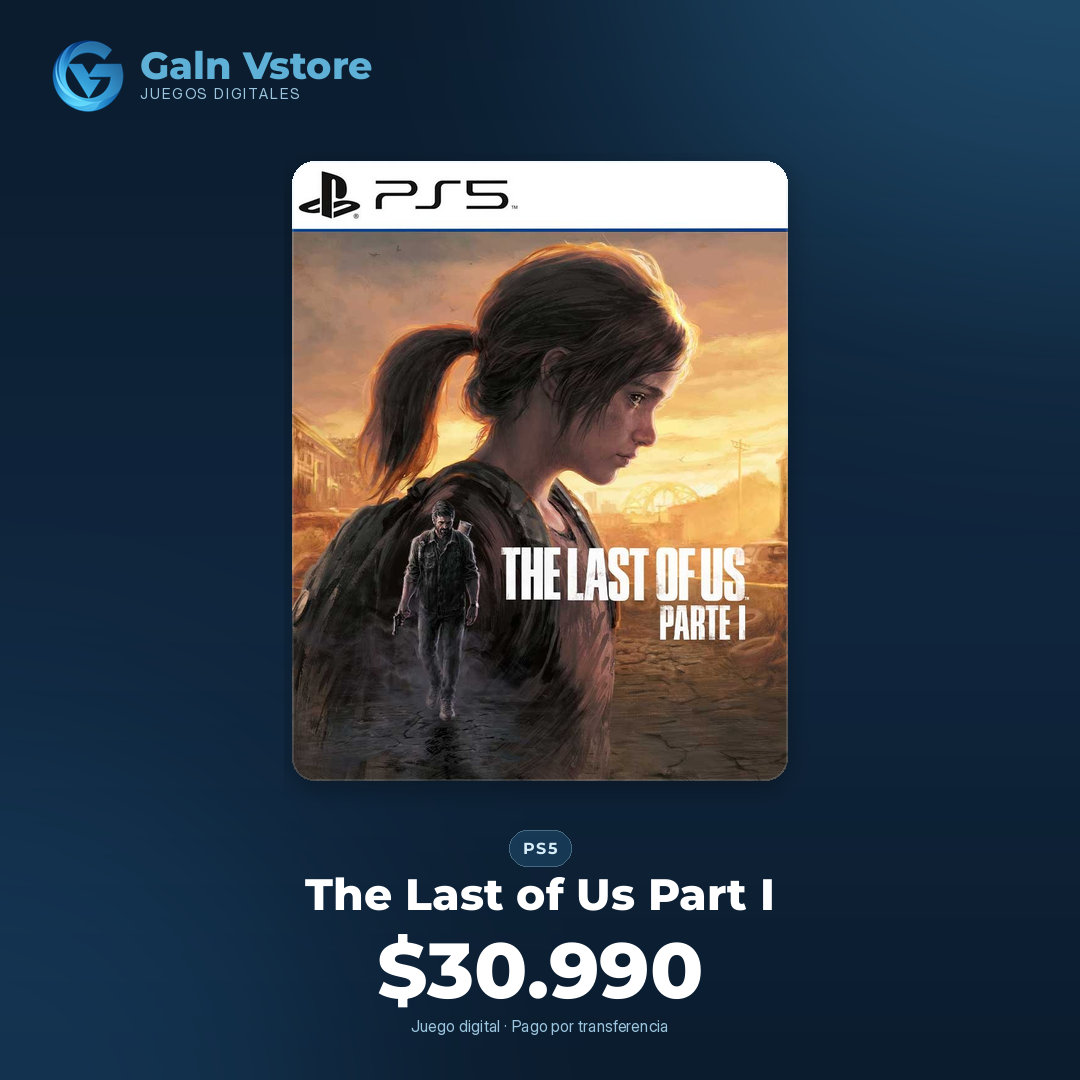 Galn Vstore
JUEGOS DIGITALES
PS5
THE LAST OF US
PARTE I
PS5
The Last of Us Part I
$30.990
Juego digital · Pago por transferencia